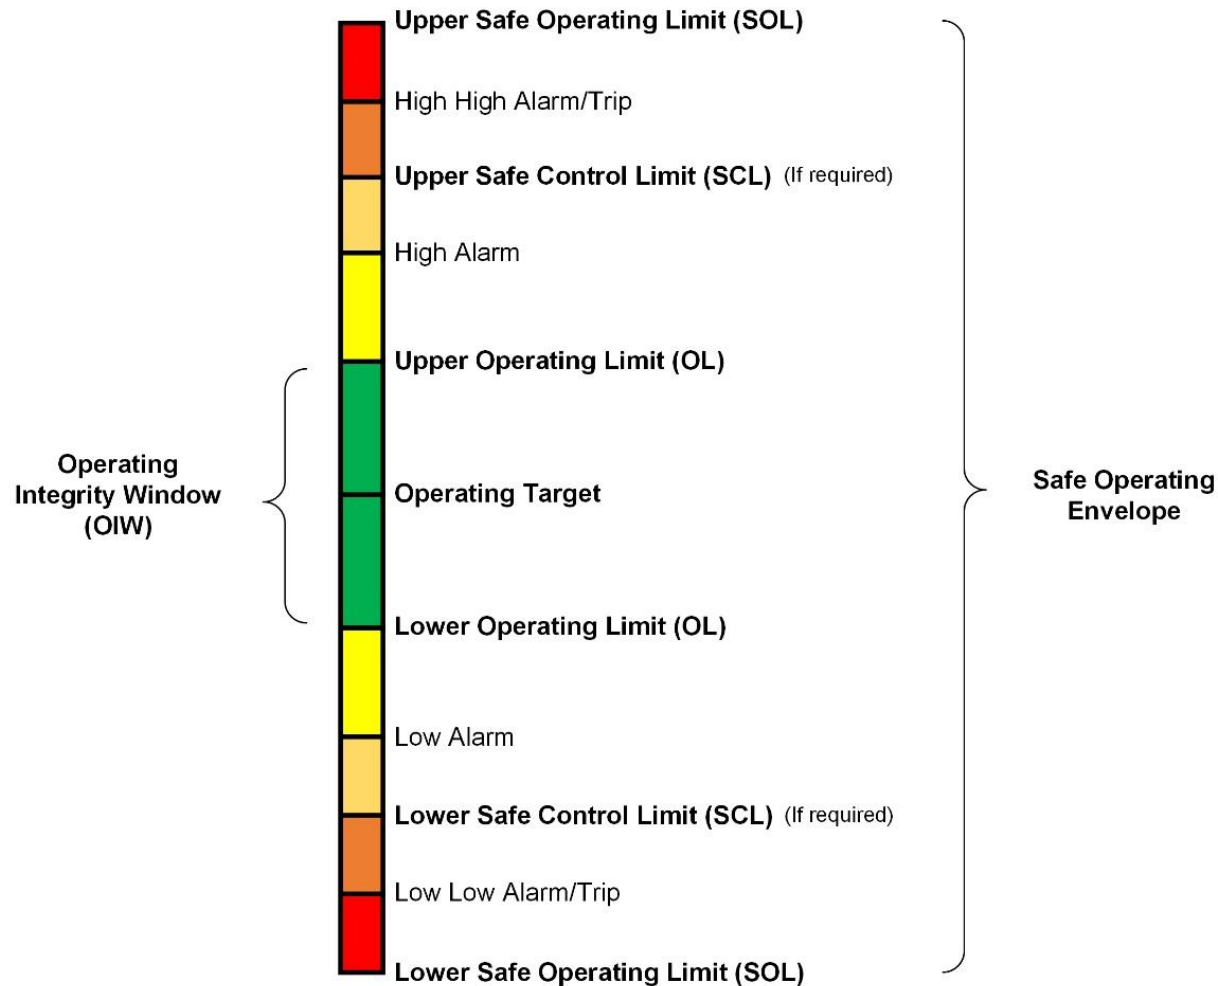 Upper Safe Operating Limit (SOL)
High High Alarm/Trip
Upper Safe Control Limit (SCL) (If required)
High Alarm
Upper Operating Limit (OL)
Operating
Integrity Window
(OIW)
Operating Target
Safe Operating
Envelope
Lower Operating Limit (OL)
Low Alarm
Lower Safe Control Limit (SCL) (If required)
Low Low Alarm/Trip
Lower Safe Operating Limit (SOL)